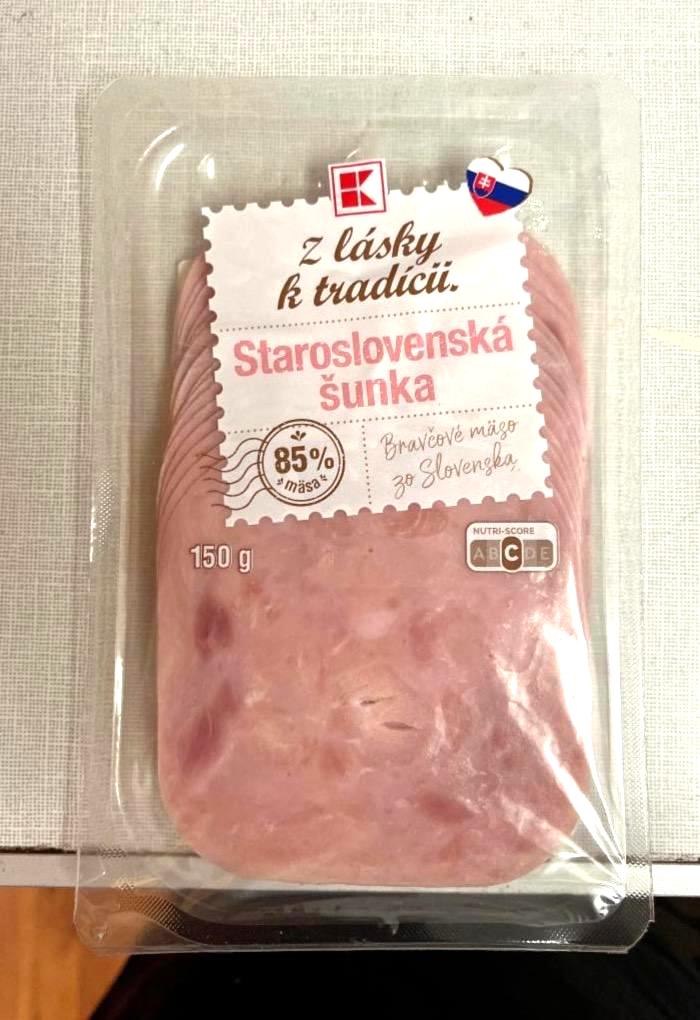 Z lásky
k tradícii.
Staroslovenská
šunka
85%
mäsa
Bravčové mäso
zo Slovenska
150 g
NUTRI-SCORE
A B C D E